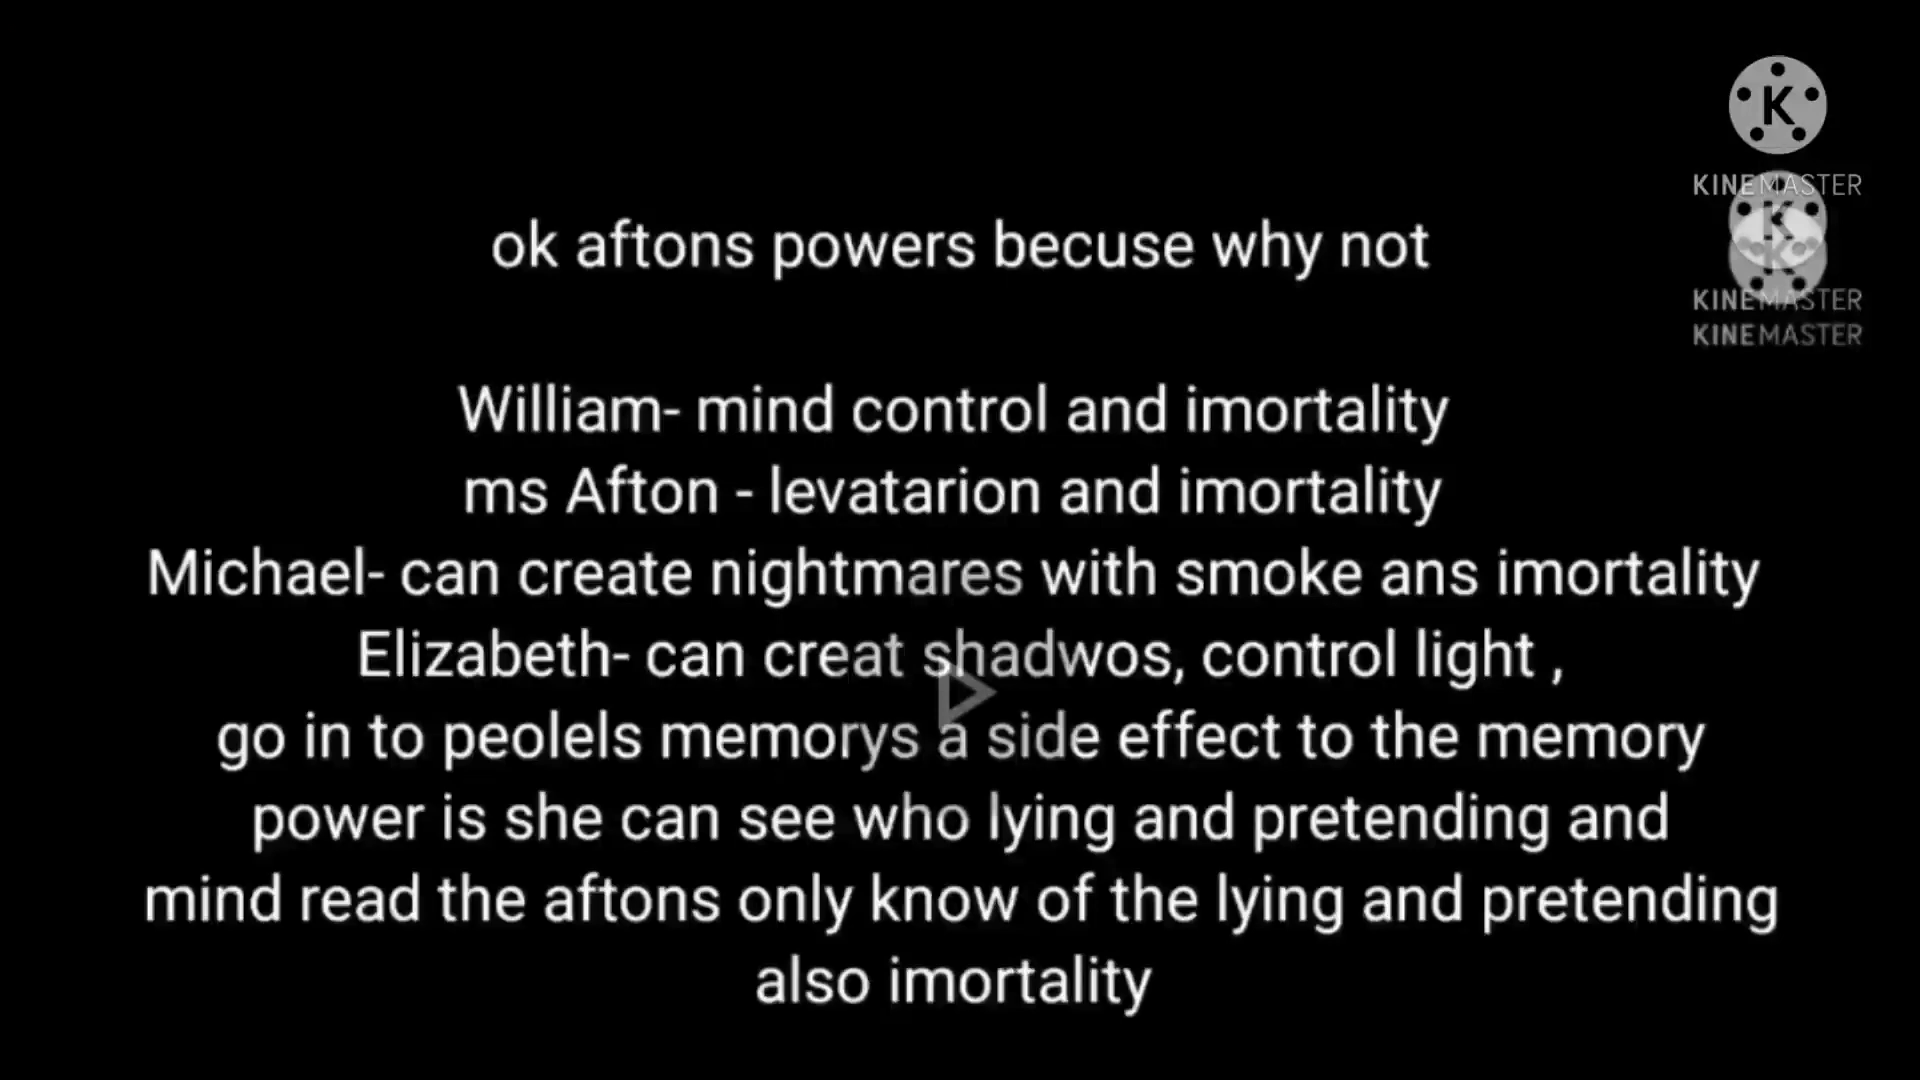 ok aftons powers becuse why not
William- mind control and imortality
ms Afton - levatarion and imortality
Michael- can create nightmares with smoke ans imortality
Elizabeth- can creat shadwos, control light ,
go in to peolels memorys a side effect to the memory
power is she can see who lying and pretending and
mind read the aftons only know of the lying and pretending
also imortality
K
KINEMASTER
K
K
KINEMASTER
KINEMASTER